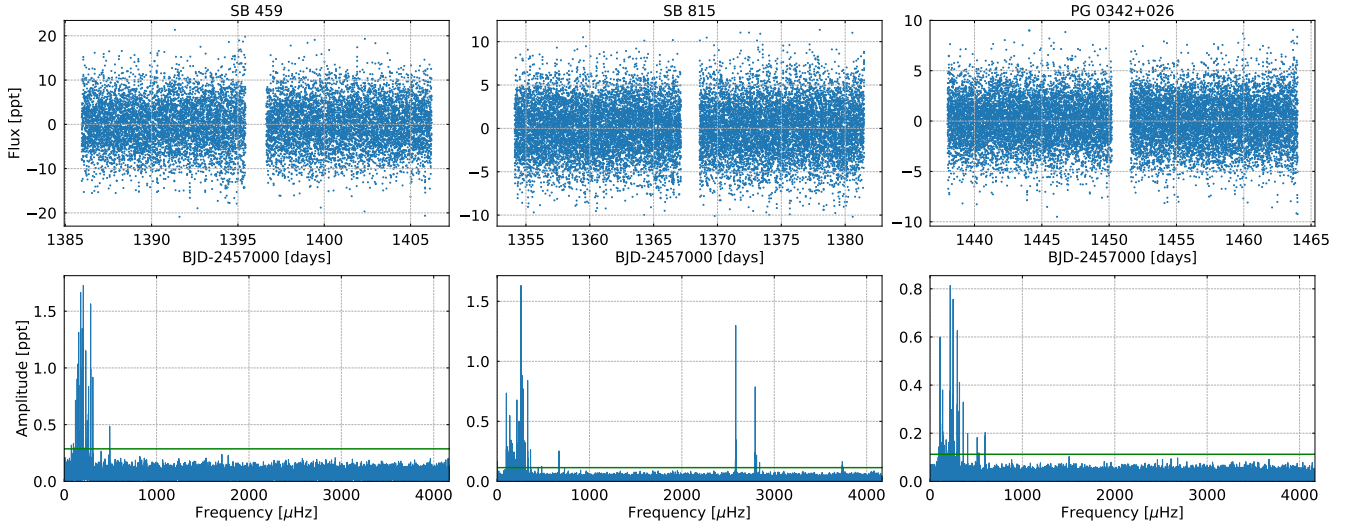 SB 459
SB 815
PG 0342+026
Flux [ppt]
20
10
0
−10
−20
10
5
0
−5
−10
10
5
0
−5
−10
1385 1390 1395 1400 1405
1355 1360 1365 1370 1375 1380
1440 1445 1450 1455 1460 1465
BJD-2457000 [days]
BJD-2457000 [days]
BJD-2457000 [days]
Amplitude [ppt]
1.5
1.0
0.5
0.0
1.5
1.0
0.5
0.0
0.8
0.6
0.4
0.2
0.0
0 1000 2000 3000 4000
0 1000 2000 3000 4000
0 1000 2000 3000 4000
Frequency [μHz]
Frequency [μHz]
Frequency [μHz]